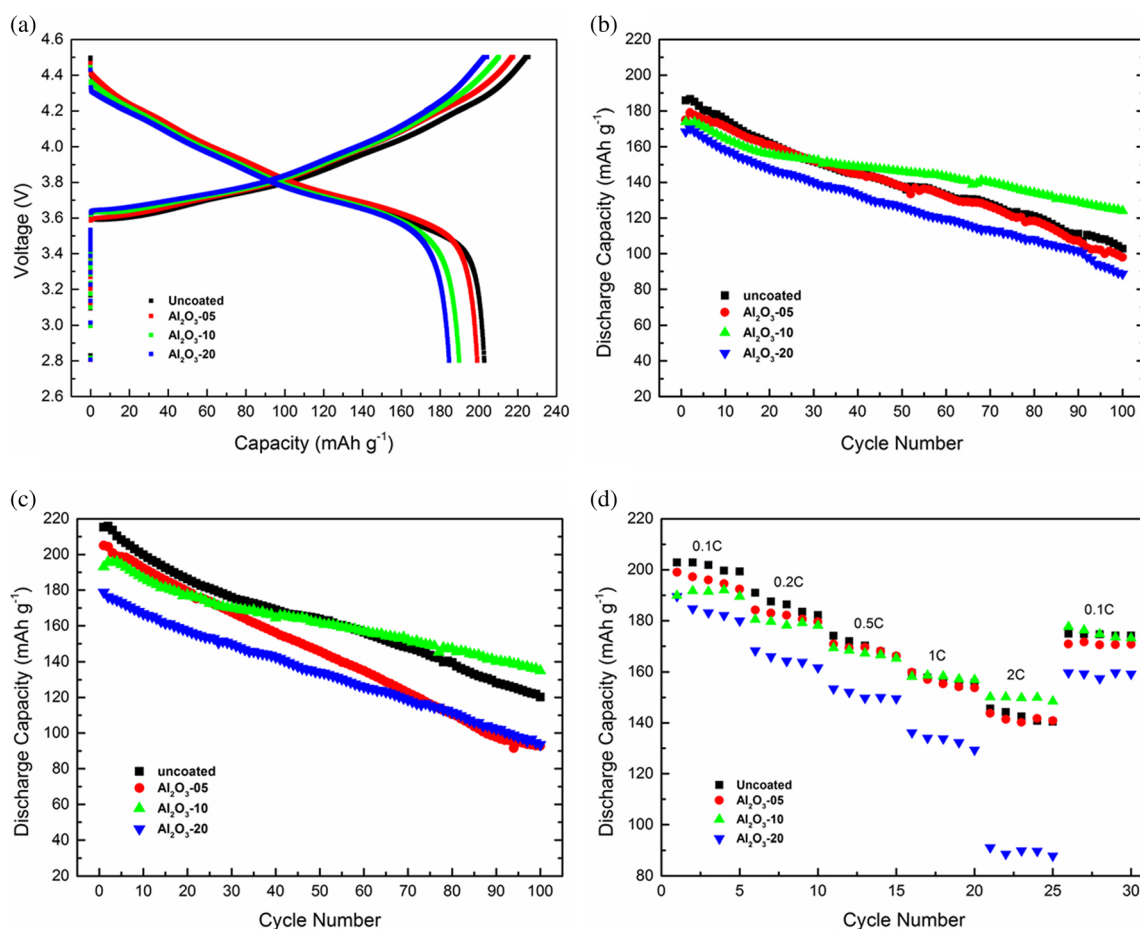 (a)
4.6
4.4
4.2
4.0
3.8
3.6
3.4
3.2
3.0
2.8
2.6
Voltage (V)
Uncoated
Al₂O₃-05
Al₂O₃-10
Al₂O₃-20
0 20 40 60 80 100 120 140 160 180 200 220 240
Capacity (mAh g⁻¹)
(b)
220
200
180
160
140
120
100
80
60
40
20
Discharge Capacity (mAh g⁻¹)
uncoated
Al₂O₃-05
Al₂O₃-10
Al₂O₃-20
0 10 20 30 40 50 60 70 80 90 100
Cycle Number
(c)
220
200
180
160
140
120
100
80
60
40
20
Discharge Capacity (mAh g⁻¹)
uncoated
Al₂O₃-05
Al₂O₃-10
Al₂O₃-20
0 10 20 30 40 50 60 70 80 90 100
Cycle Number
(d)
220
200
180
160
140
120
100
80
Discharge Capacity (mAh g⁻¹)
0.1C
0.2C
0.5C
1C
2C
0.1C
Uncoated
Al₂O₃-05
Al₂O₃-10
Al₂O₃-20
0 5 10 15 20 25 30
Cycle Number